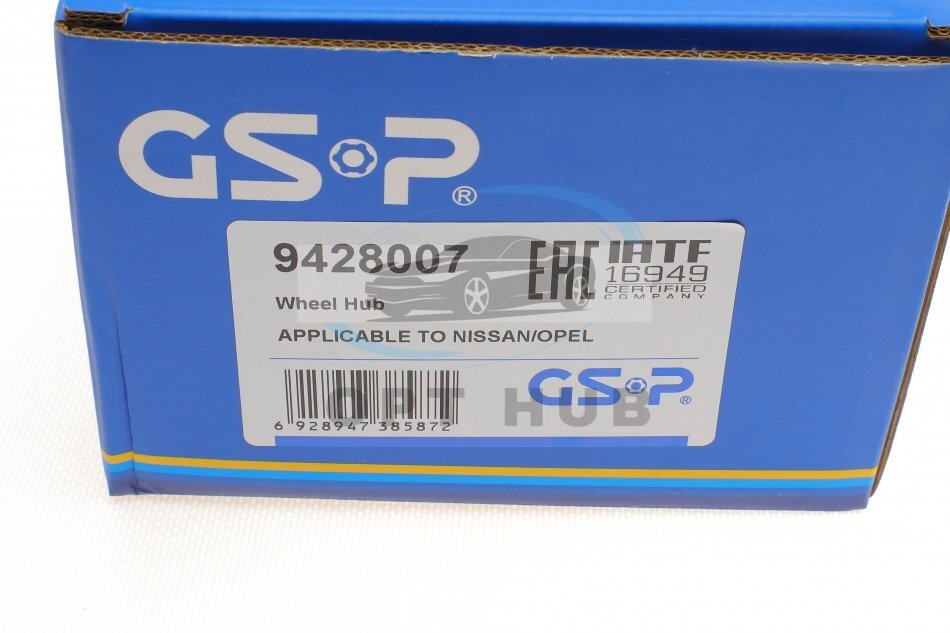 GSP®
9428007
EAC
IATF
16949
CERTIFIED
COMPANY
Wheel Hub
APPLICABLE TO NISSAN/OPEL
GSP®
6 928947 385872
OPT HUB